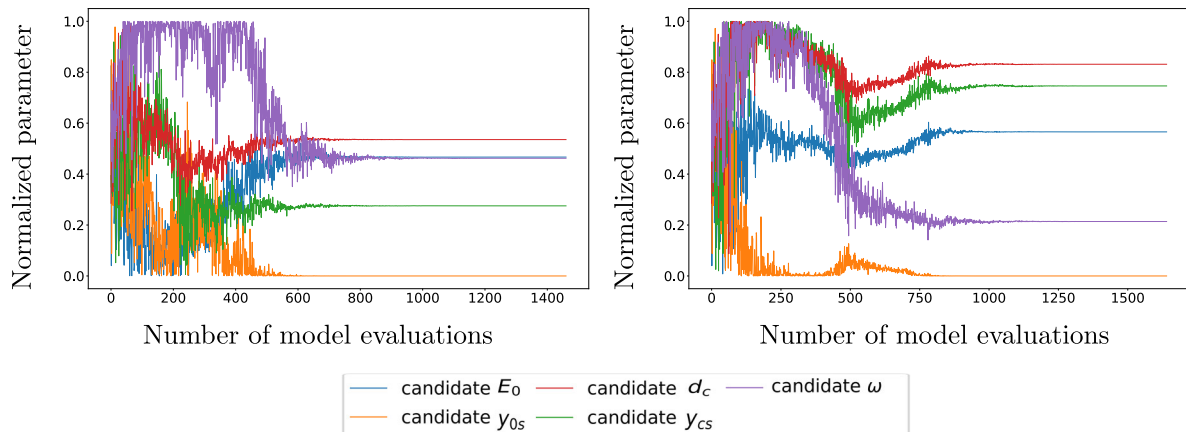 Normalized parameter
1.0
0.8
0.6
0.4
0.2
0.0
0 200 400 600 800 1000 1200 1400
Number of model evaluations
Normalized parameter
1.0
0.8
0.6
0.4
0.2
0.0
0 250 500 750 1000 1250 1500
Number of model evaluations
candidate E₀ candidate d_c candidate ω
candidate y₀ₛ candidate y_cs